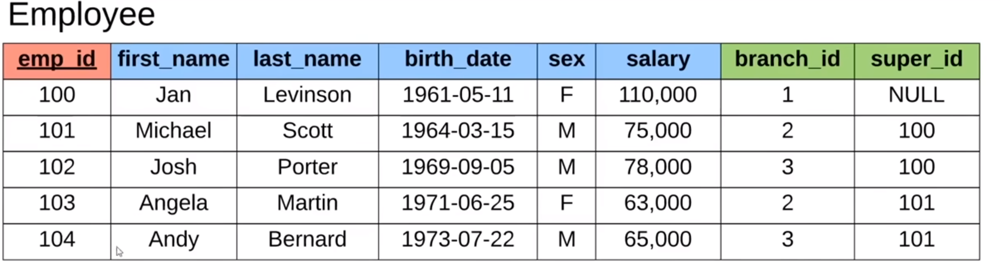 Employee
emp_id first_name last_name birth_date sex salary branch_id super_id
100 Jan Levinson 1961-05-11 F 110,000 1 NULL
101 Michael Scott 1964-03-15 M 75,000 2 100
102 Josh Porter 1969-09-05 M 78,000 3 100
103 Angela Martin 1971-06-25 F 63,000 2 101
104 Andy Bernard 1973-07-22 M 65,000 3 101